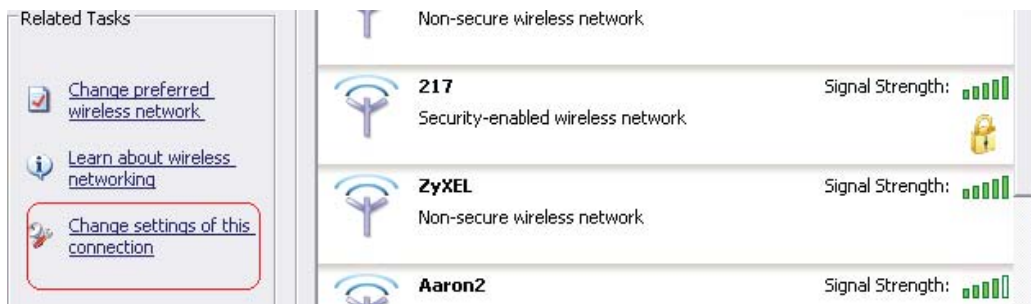 Related Tasks
Change preferred
wireless network
Learn about wireless
networking
Change settings of this
connection
Non-secure wireless network
217
Signal Strength:
Security-enabled wireless network
ZyXEL
Signal Strength:
Non-secure wireless network
Aaron2
Signal Strength: